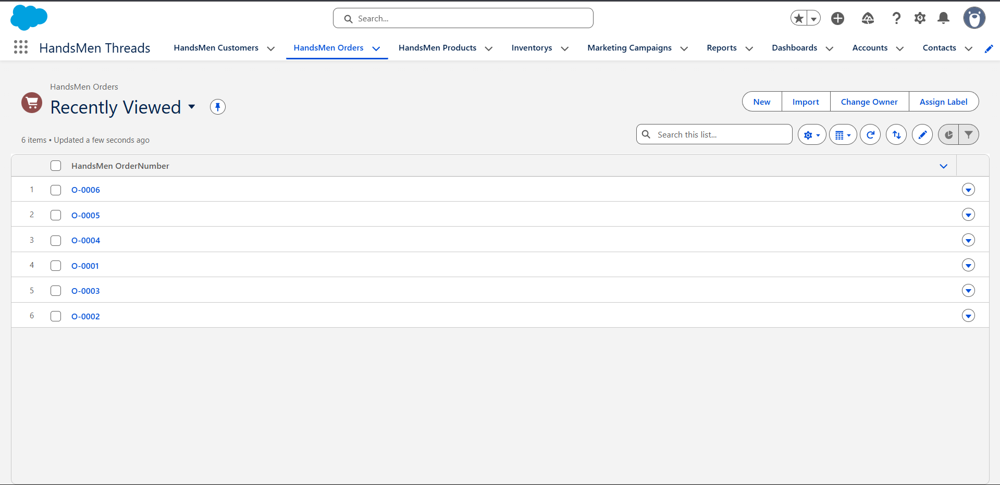 Search...
HandsMen Threads
HandsMen Customers
HandsMen Orders
HandsMen Products
Inventorys
Marketing Campaigns
Reports
Dashboards
Accounts
Contacts
HandsMen Orders
Recently Viewed
New
Import
Change Owner
Assign Label
6 items • Updated a few seconds ago
Search this list...
HandsMen OrderNumber
1 O-0006
2 O-0005
3 O-0004
4 O-0001
5 O-0003
6 O-0002